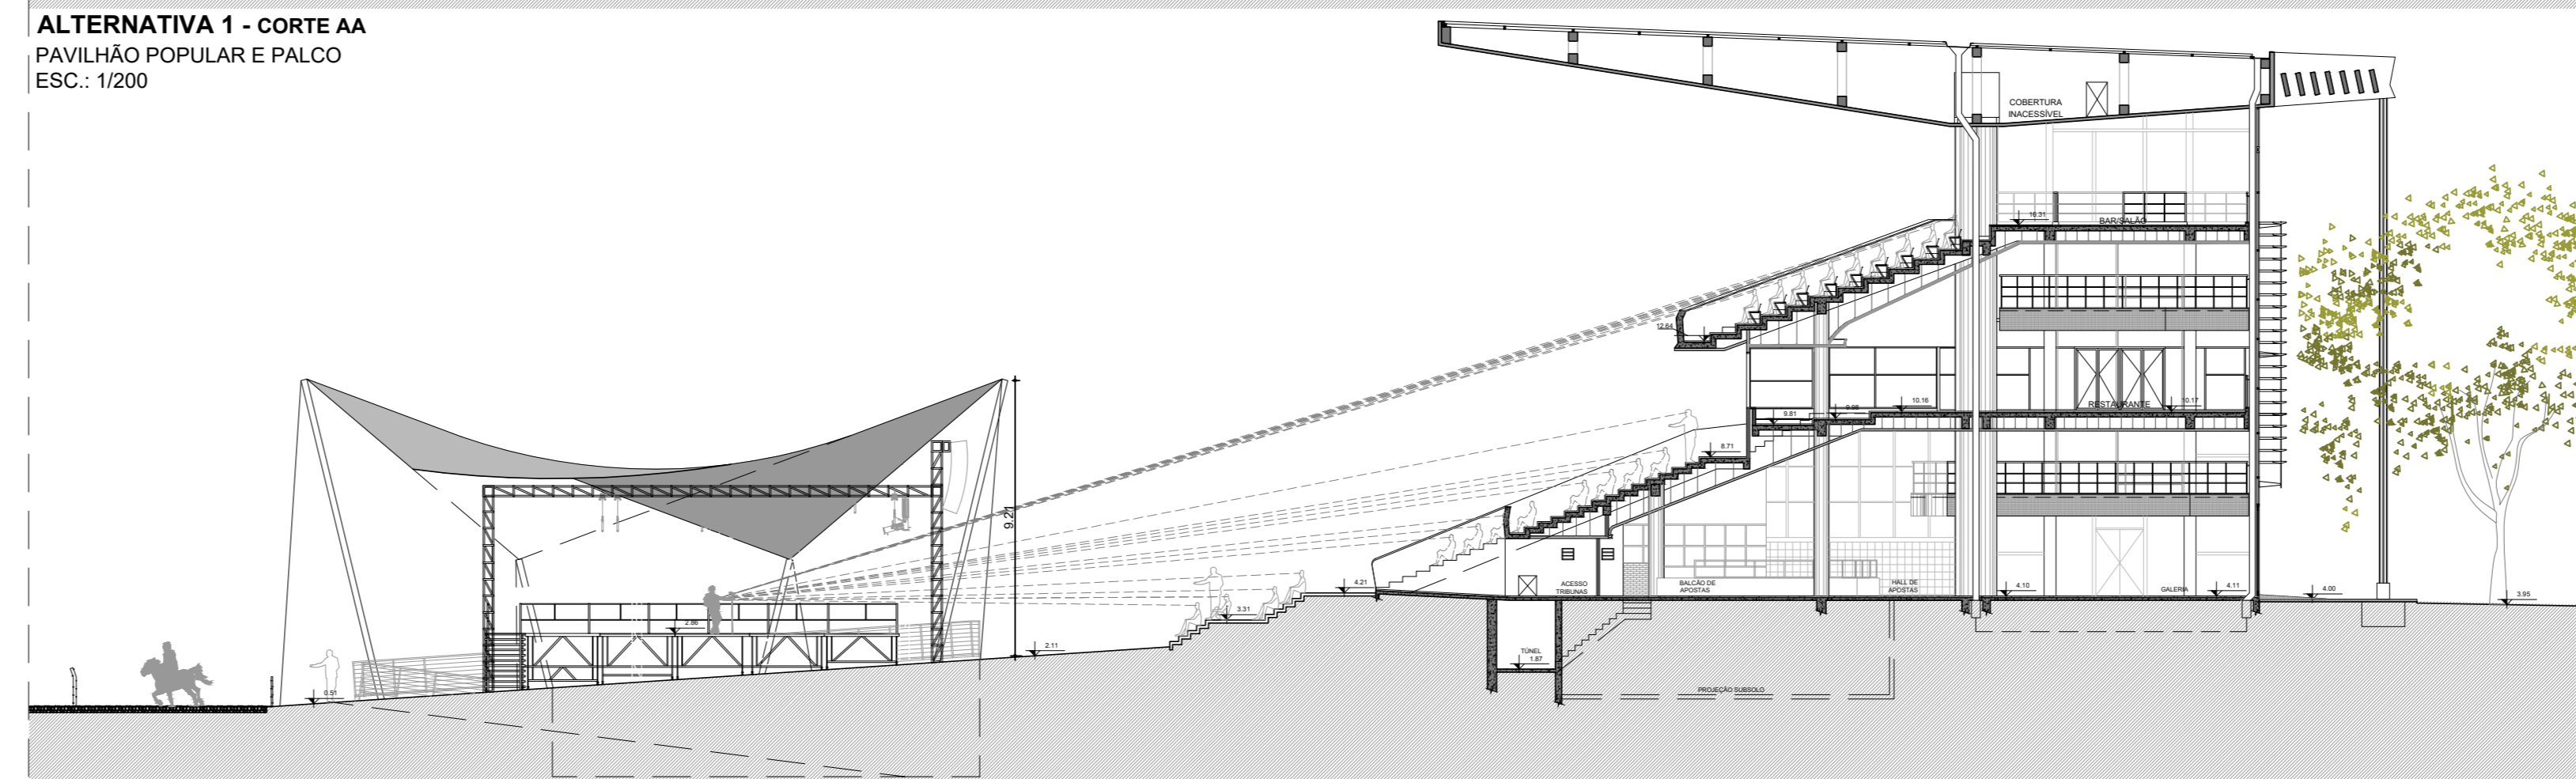 ALTERNATIVA 1 - CORTE AA
PAVILHÃO POPULAR E PALCO
ESC.: 1/200
COBERTURA
INACESSÍVEL
16.31
BAR/SALÃO
12.64
10.16
RESTAURANTE
10.17
9.81
9.98
8.71
9.21
ACESSO
TRIBUNAS
BALCÃO DE
APOSTAS
HALL DE
APOSTAS
4.10
GALERIA
4.11
4.00
3.95
4.21
3.31
2.86
2.11
0.51
TÚNEL
1.87
PROJEÇÃO SUBSOLO